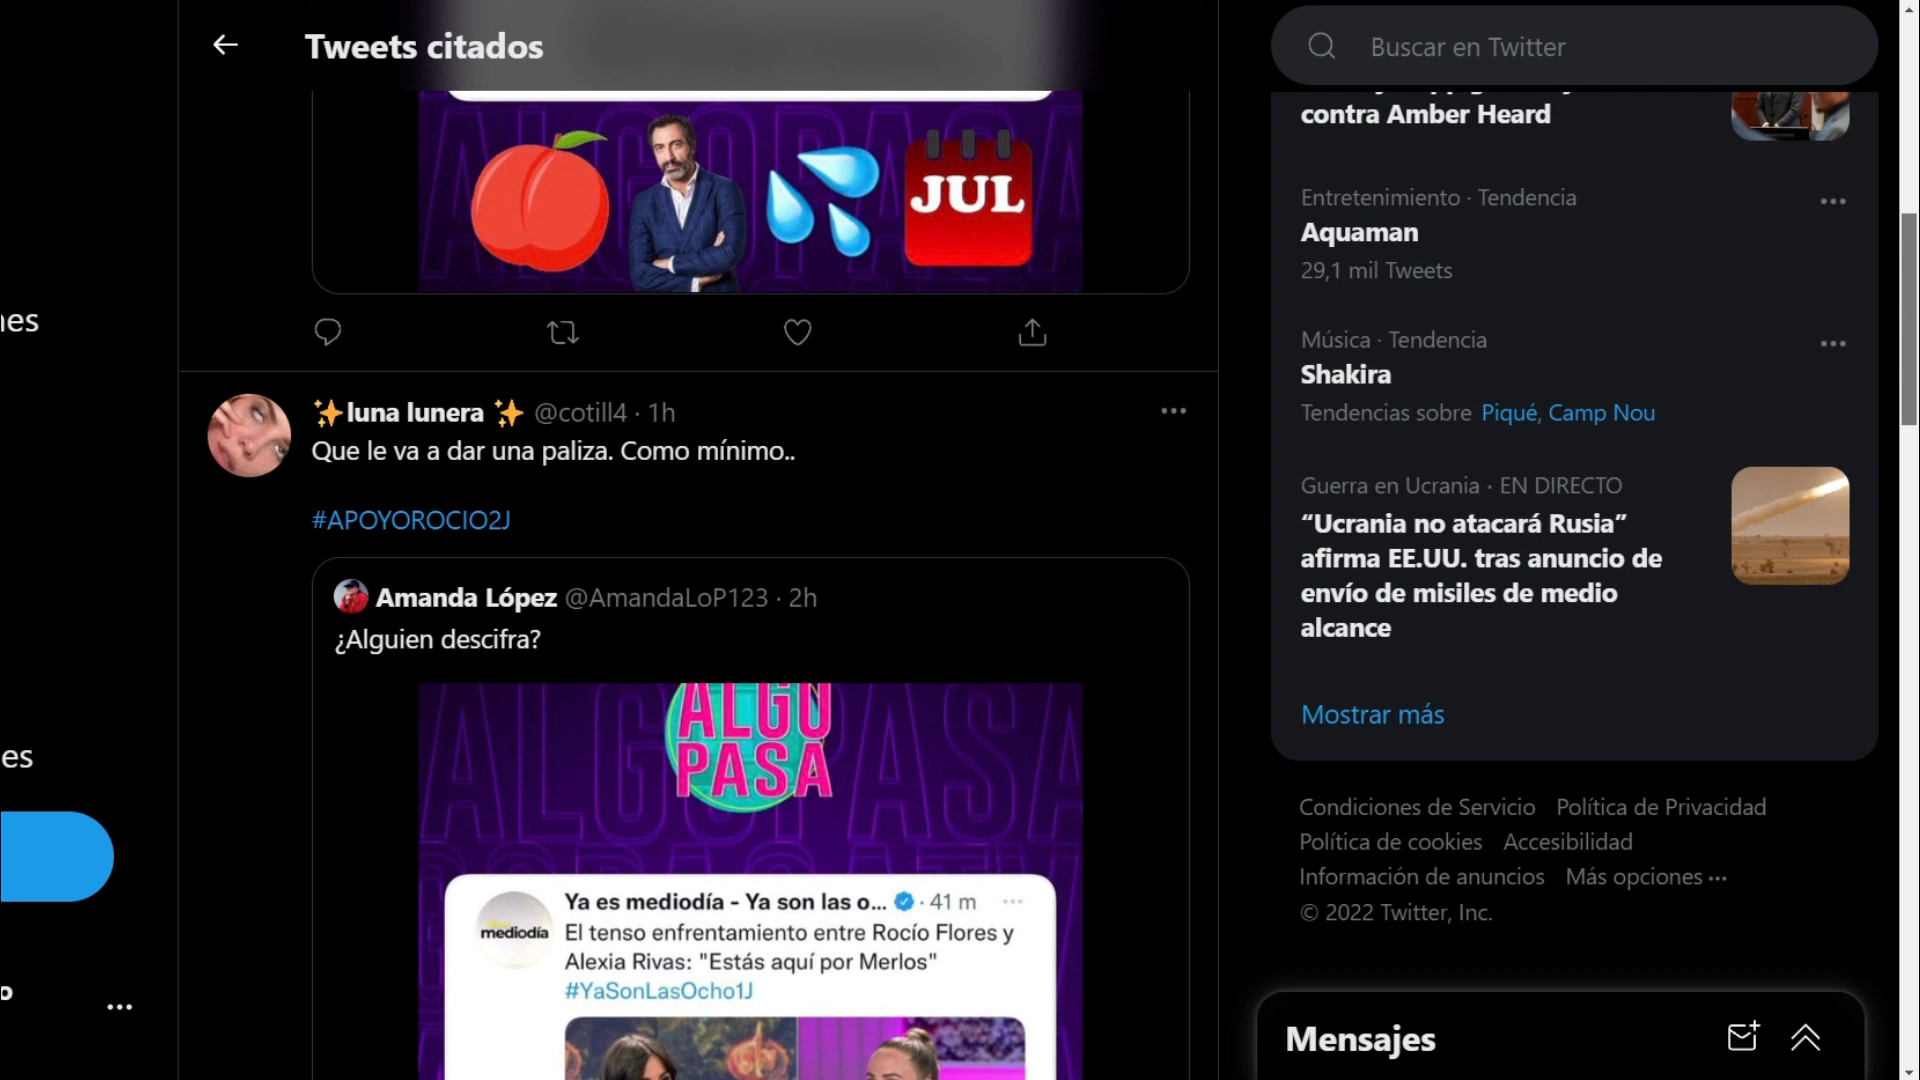 Tweets citados
JUL
luna lunera @cotill4 · 1h
Que le va a dar una paliza. Como mínimo..
#APOYOROCIO2J
Amanda López @AmandaLoP123 · 2h
¿Alguien descifra?
ALGO
PASA
Ya es mediodía - Ya son las o... · 41 m
mediodía
El tenso enfrentamiento entre Rocío Flores y
Alexia Rivas: "Estás aquí por Merlos"
#YaSonLasOcho1J
Buscar en Twitter
contra Amber Heard
Entretenimiento · Tendencia
Aquaman
29,1 mil Tweets
Música · Tendencia
Shakira
Tendencias sobre Piqué, Camp Nou
Guerra en Ucrania · EN DIRECTO
“Ucrania no atacará Rusia”
afirma EE.UU. tras anuncio de
envío de misiles de medio
alcance
Mostrar más
Condiciones de Servicio Política de Privacidad
Política de cookies Accesibilidad
Información de anuncios Más opciones ···
© 2022 Twitter, Inc.
Mensajes